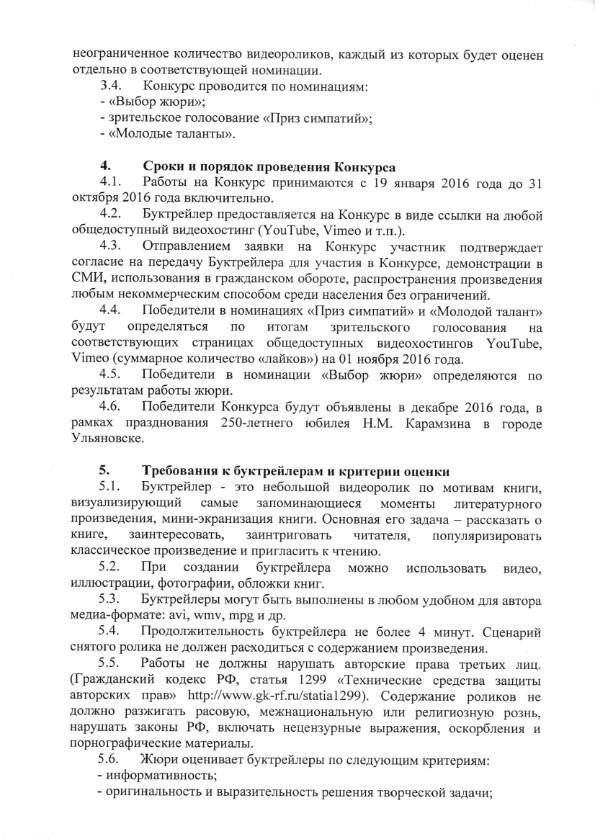 неограниченное количество видеороликов, каждый из которых будет оценен
отдельно в соответствующей номинации.
3.4. Конкурс проводится по номинациям:
- «Выбор жюри»;
- зрительское голосование «Приз симпатий»;
- «Молодые таланты».
4. Сроки и порядок проведения Конкурса
4.1. Работы на Конкурс принимаются с 19 января 2016 года до 31
октября 2016 года включительно.
4.2. Буктрейлер предоставляется на Конкурс в виде ссылки на любой
общедоступный видеохостинг (YouTube, Vimeo и т.п.).
4.3. Отправлением заявки на Конкурс участник подтверждает
согласие на передачу Буктрейлера для участия в Конкурсе, демонстрации в
СМИ, использования в гражданском обороте, распространения произведения
любым некоммерческим способом среди населения без ограничений.
4.4. Победители в номинациях «Приз симпатий» и «Молодой талант»
будут определяться по итогам зрительского голосования на
соответствующих страницах общедоступных видеохостингов YouTube,
Vimeo (суммарное количество «лайков») на 01 ноября 2016 года.
4.5. Победители в номинации «Выбор жюри» определяются по
результатам работы жюри.
4.6. Победители Конкурса будут объявлены в декабре 2016 года, в
рамках празднования 250-летнего юбилея Н.М. Карамзина в городе
Ульяновске.
5. Требования к буктрейлерам и критерии оценки
5.1. Буктрейлер - это небольшой видеоролик по мотивам книги,
визуализирующий самые запоминающиеся моменты литературного
произведения, мини-экранизация книги. Основная его задача – рассказать о
книге, заинтересовать, заинтриговать читателя, популяризировать
классическое произведение и пригласить к чтению.
5.2. При создании буктрейлера можно использовать видео,
иллюстрации, фотографии, обложки книг.
5.3. Буктрейлеры могут быть выполнены в любом удобном для автора
медиа-формате: avi, wmv, mpg и др.
5.4. Продолжительность буктрейлера не более 4 минут. Сценарий
снятого ролика не должен расходиться с содержанием произведения.
5.5. Работы не должны нарушать авторские права третьих лиц.
(Гражданский кодекс РФ, статья 1299 «Технические средства защиты
авторских прав» http://www.gk-rf.ru/statia1299). Содержание роликов не
должно разжигать расовую, межнациональную или религиозную рознь,
нарушать законы РФ, включать нецензурные выражения, оскорбления и
порнографические материалы.
5.6. Жюри оценивает буктрейлеры по следующим критериям:
- информативность;
- оригинальность и выразительность решения творческой задачи;